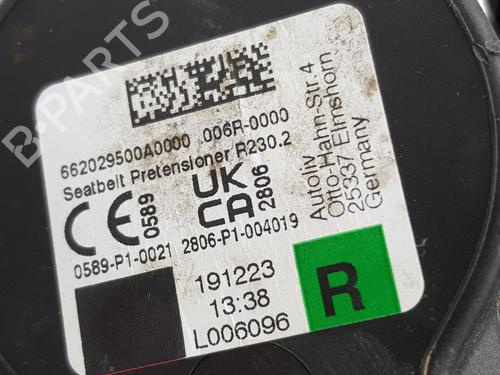 B-PARTS
662029500A0000 006R-0000
Seatbelt Pretensioner R230.2
CE 0589
UK CA 2806
0589-P1-0021 2806-P1-004019
Autoliv
Otto-Hahn-Str.4
25337 Elmshorn
Germany
191223
13:38
L006096
R